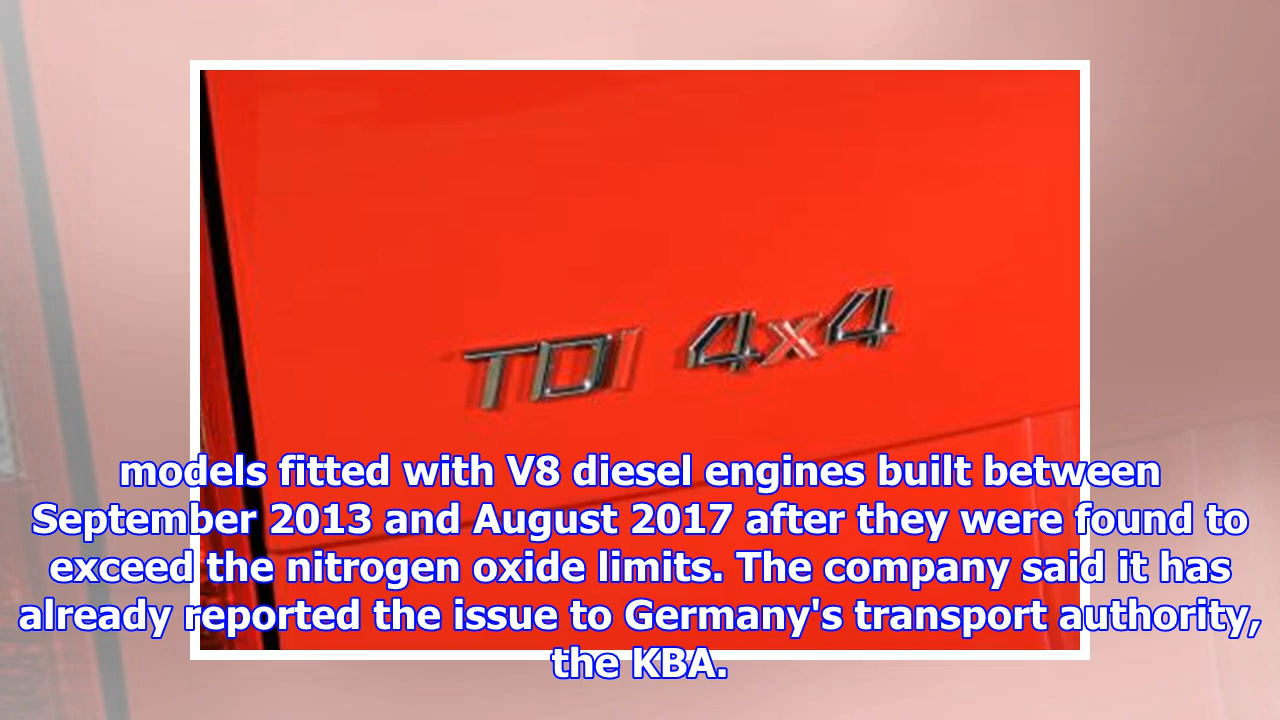 TDI 4x4
models fitted with V8 diesel engines built between
September 2013 and August 2017 after they were found to
exceed the nitrogen oxide limits. The company said it has
already reported the issue to Germany's transport authority,
the KBA.